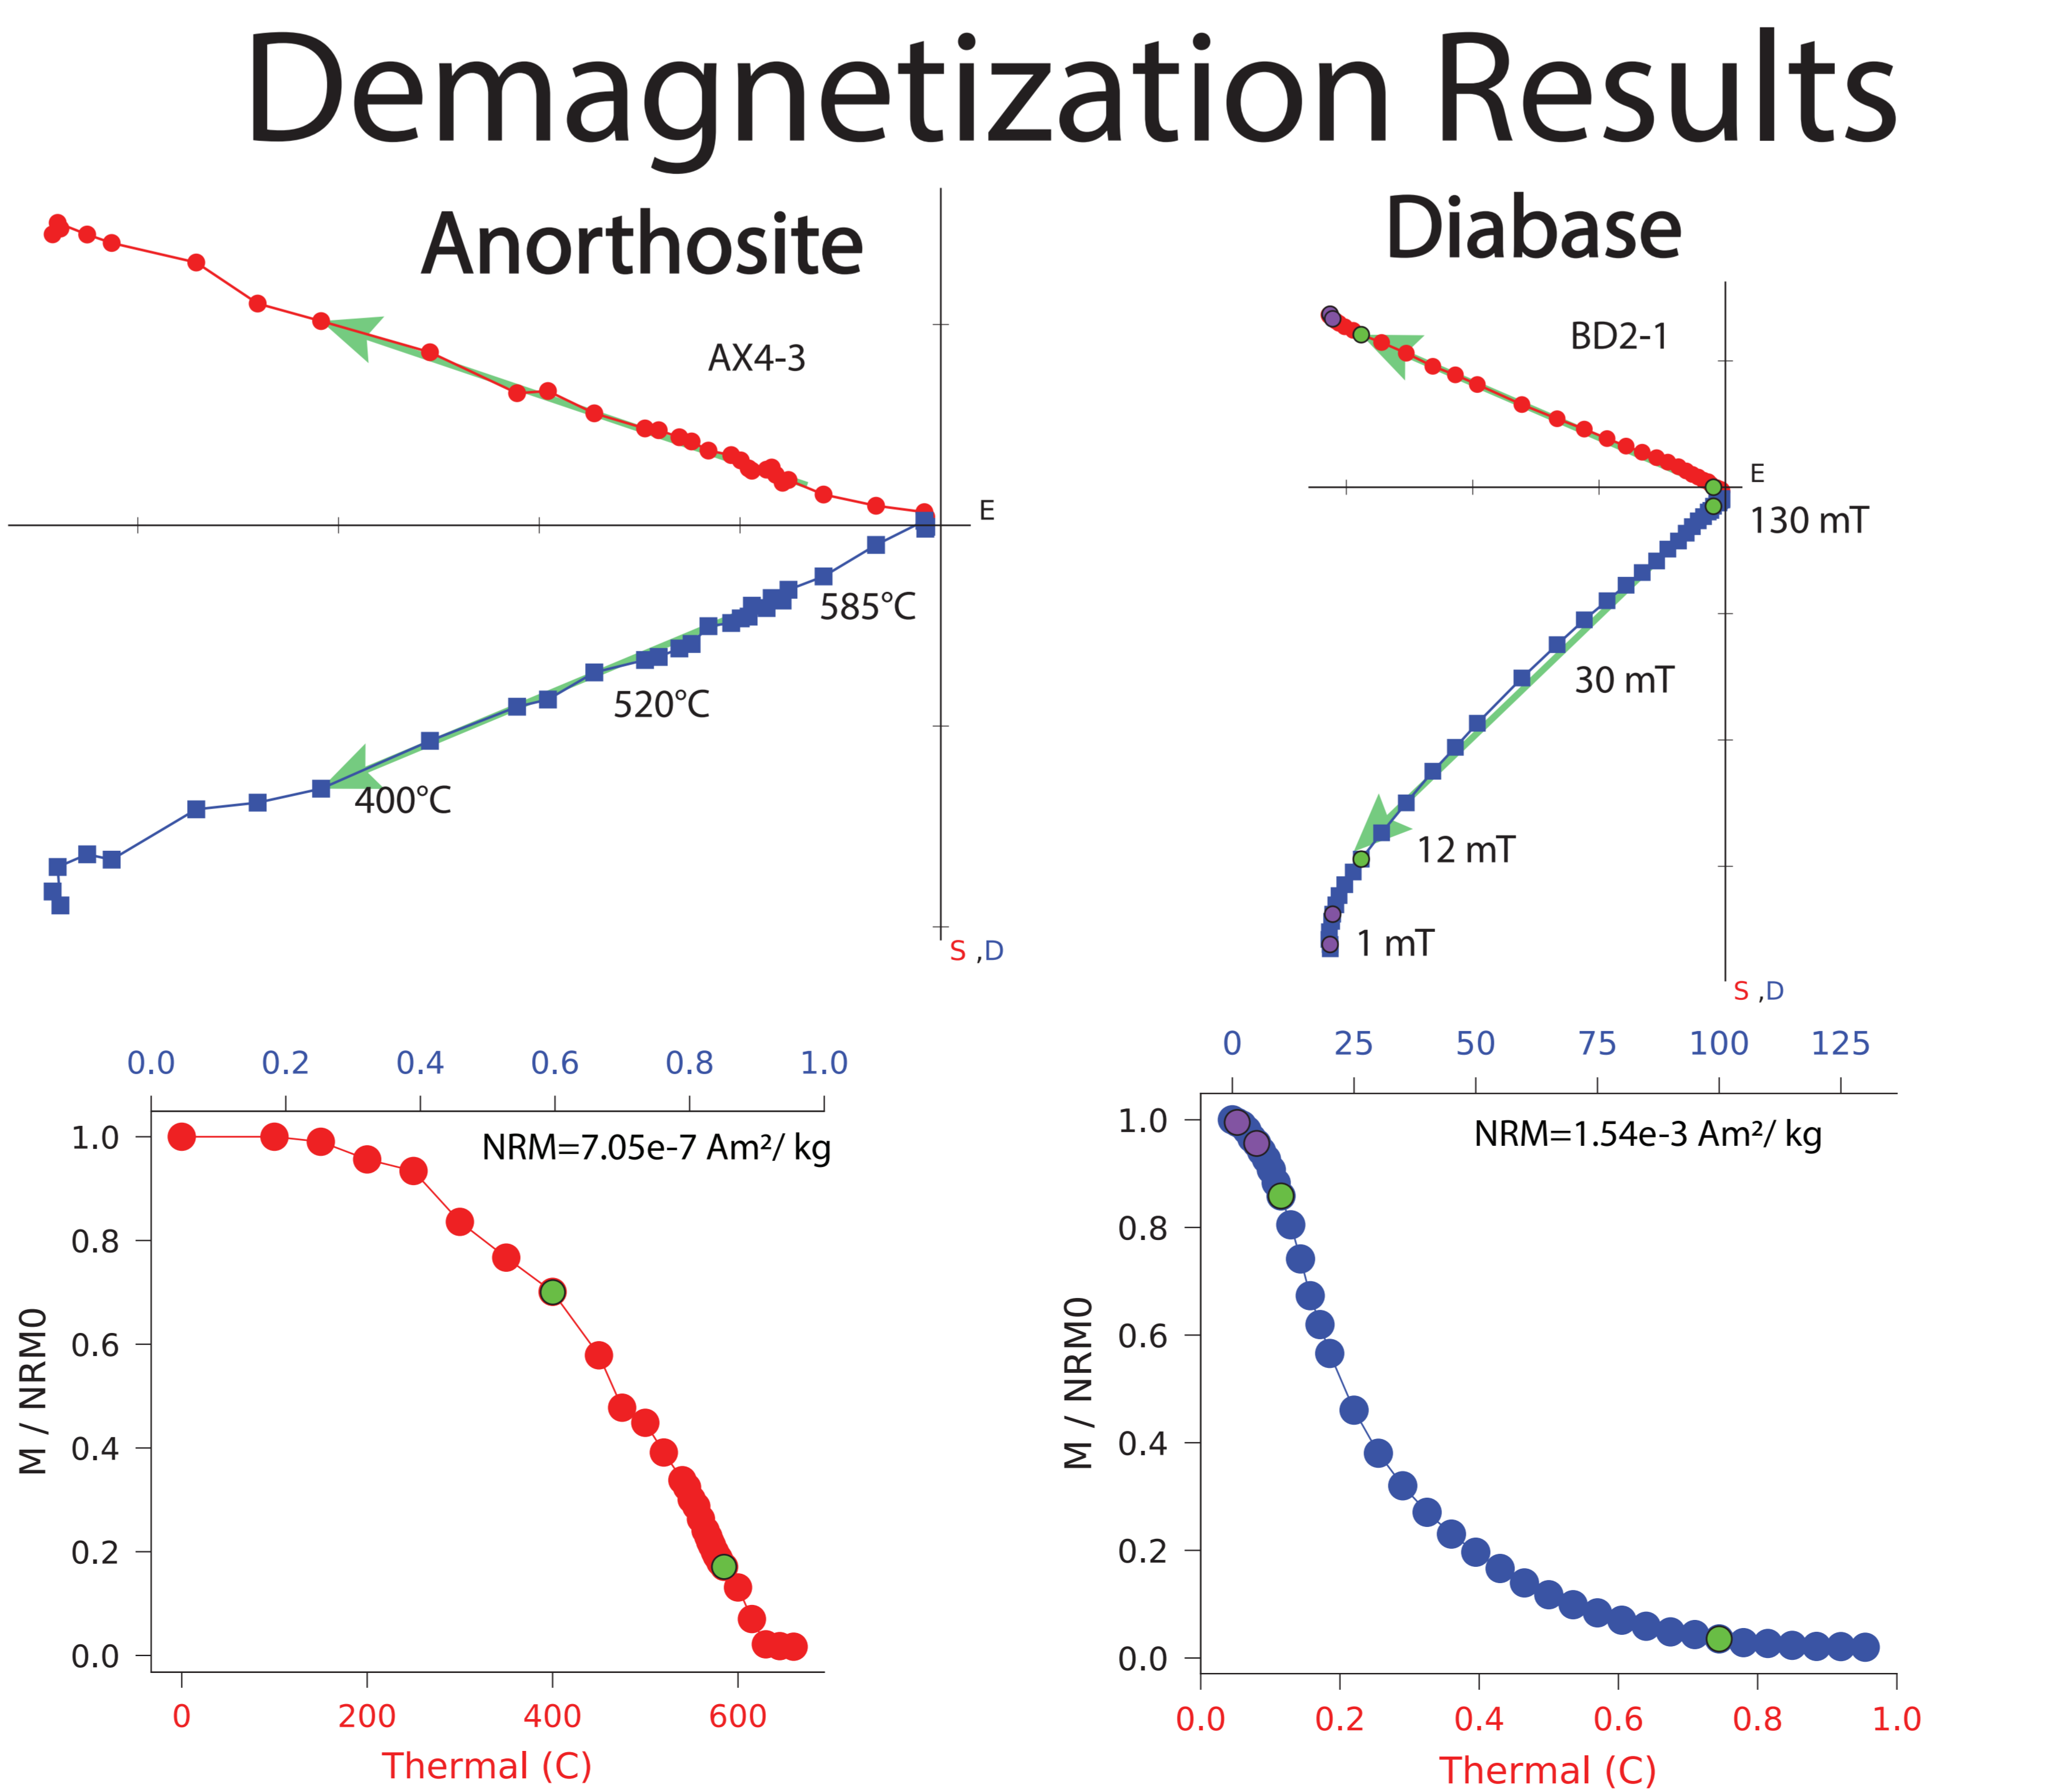 Demagnetization Results
Anorthosite
AX4-3
E
585°C
520°C
400°C
S ,D
Diabase
BD2-1
E
130 mT
30 mT
12 mT
1 mT
S ,D
0.0 0.2 0.4 0.6 0.8 1.0
NRM=7.05e-7 Am²/ kg
1.0
0.8
0.6
0.4
0.2
0.0
M / NRM0
0 200 400 600
Thermal (C)
0 25 50 75 100 125
NRM=1.54e-3 Am²/ kg
1.0
0.8
0.6
0.4
0.2
0.0
M / NRM0
0.0 0.2 0.4 0.6 0.8 1.0
Thermal (C)